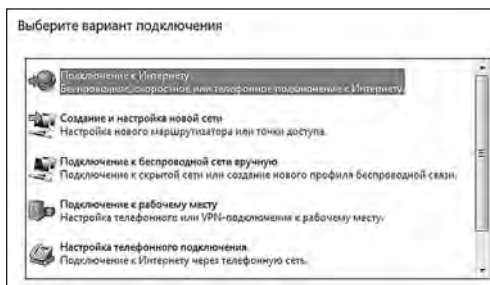 Выберите вариант подключения
Подключение к Интернету
Беспроводное, скоростное или телефонное подключение к Интернету.
Создание и настройка новой сети
Настройка нового маршрутизатора или точки доступа.
Подключение к беспроводной сети вручную
Подключение к скрытой сети или создание нового профиля беспроводной связи.
Подключение к рабочему месту
Настройка телефонного или VPN-подключения к рабочему месту.
Настройка телефонного подключения
Подключение к Интернету через телефонную сеть.